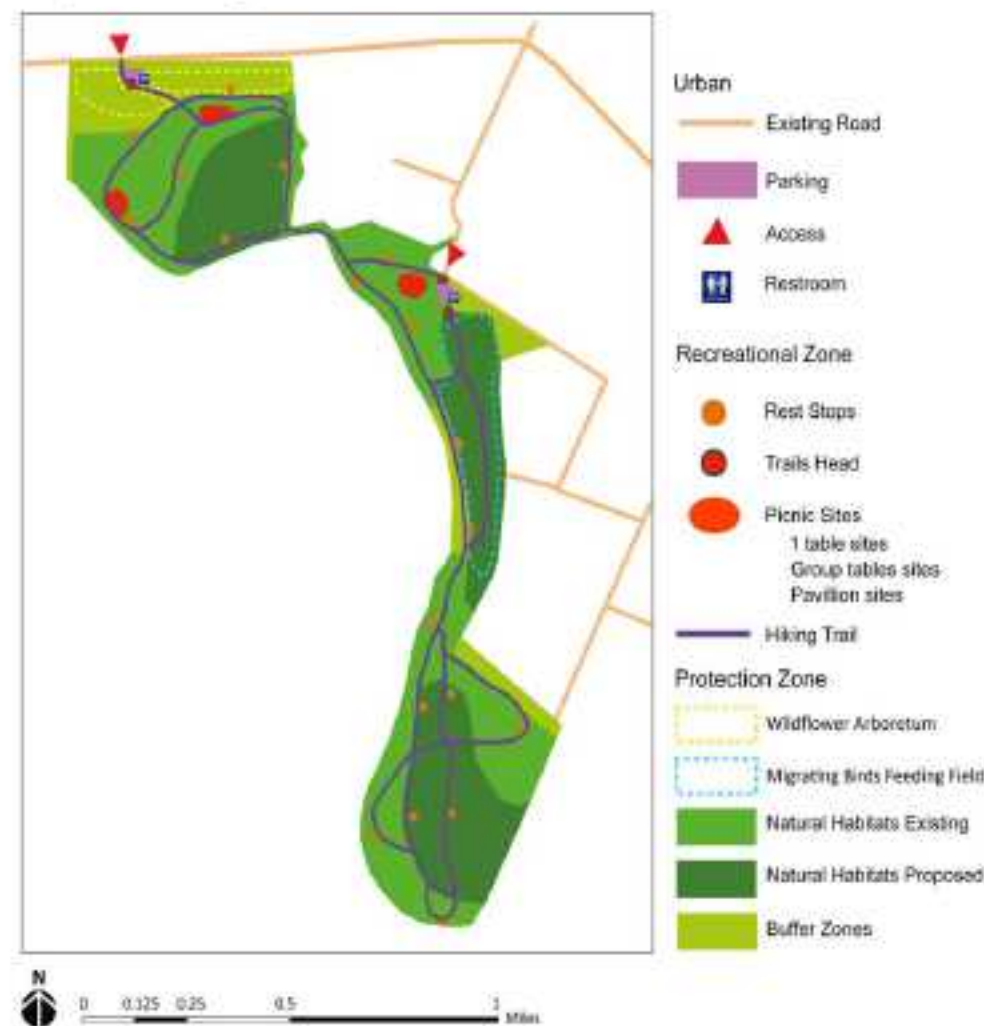 Urban
Existing Road
Parking
Access
Restroom
Recreational Zone
Rest Stops
Trails Head
Picnic Sites
1 table sites
Group tables sites
Pavillion sites
Hiking Trail
Protection Zone
Wildflower Arboretum
Migrating Birds Feeding Field
Natural Habitats Existing
Natural Habitats Proposed
Buffer Zones
N
0 0.125 0.25 0.5 1
Miles